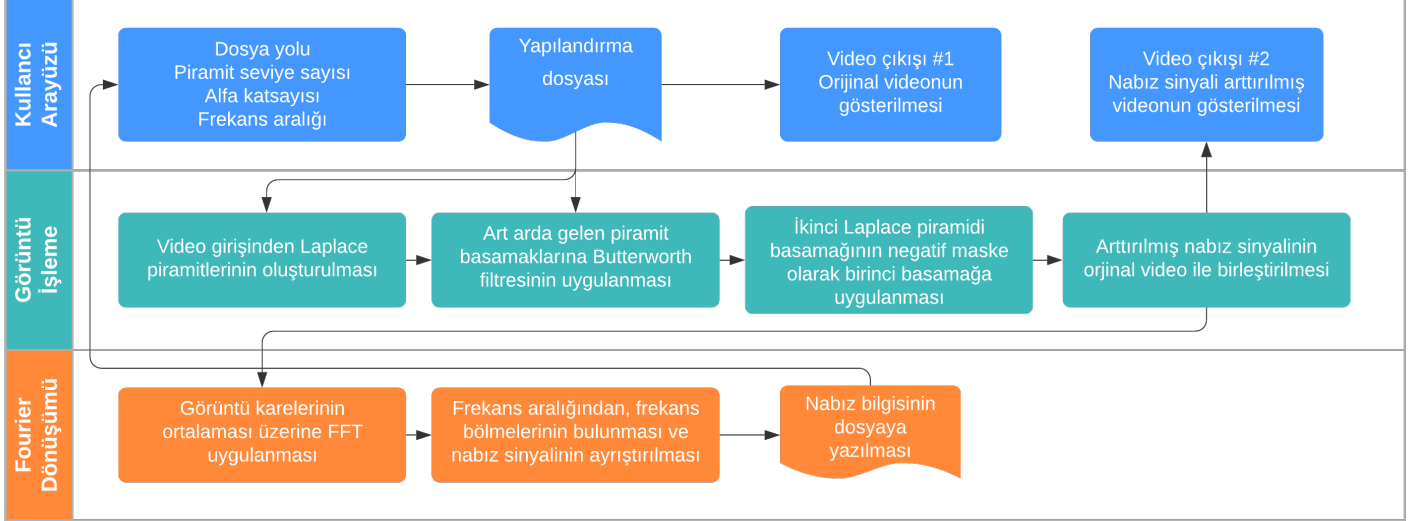 Kullancı
Arayüzü
Dosya yolu
Piramit seviye sayısı
Alfa katsayısı
Frekans aralığı
Yapılandırma
dosyası
Video çıkışı #1
Orijinal videonun
gösterilmesi
Video çıkışı #2
Nabız sinyali arttırılmış
videonun gösterilmesi
Görüntü
İşleme
Video girişinden Laplace
piramitlerinin oluşturulması
Art arda gelen piramit
basamaklarına Butterworth
filtresinin uygulanması
İkinci Laplace piramidi
basamağının negatif maske
olarak birinci basamağa
uygulanması
Arttırılmış nabız sinyalinin
orjinal video ile birleştirilmesi
Fourier
Dönüşümü
Görüntü karelerinin
ortalaması üzerine FFT
uygulanması
Frekans aralığından, frekans
bölmelerinin bulunması ve
nabız sinyalinin ayrıştırılması
Nabız bilgisinin
dosyaya
yazılması